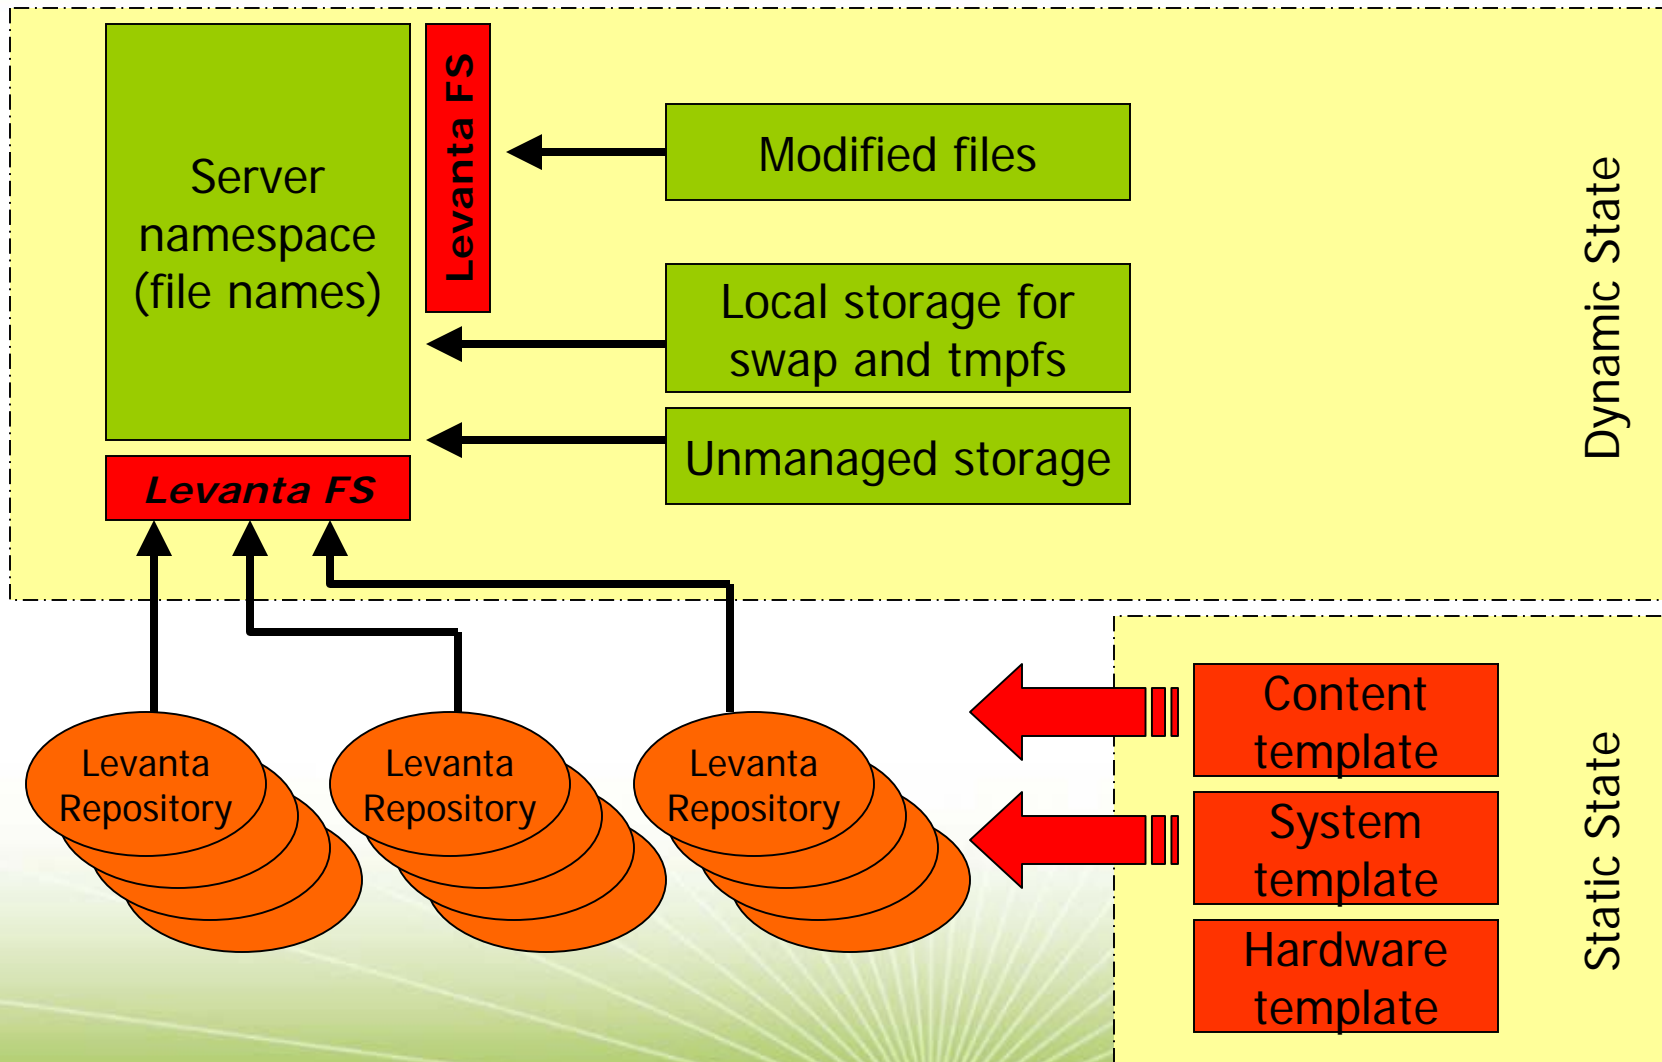 Server
namespace
(file names)
Levanta FS
Modified files
Local storage for
swap and tmpfs
Unmanaged storage
Dynamic State
Levanta FS
Levanta
Repository
Levanta
Repository
Levanta
Repository
Content
template
System
template
Hardware
template
Static State